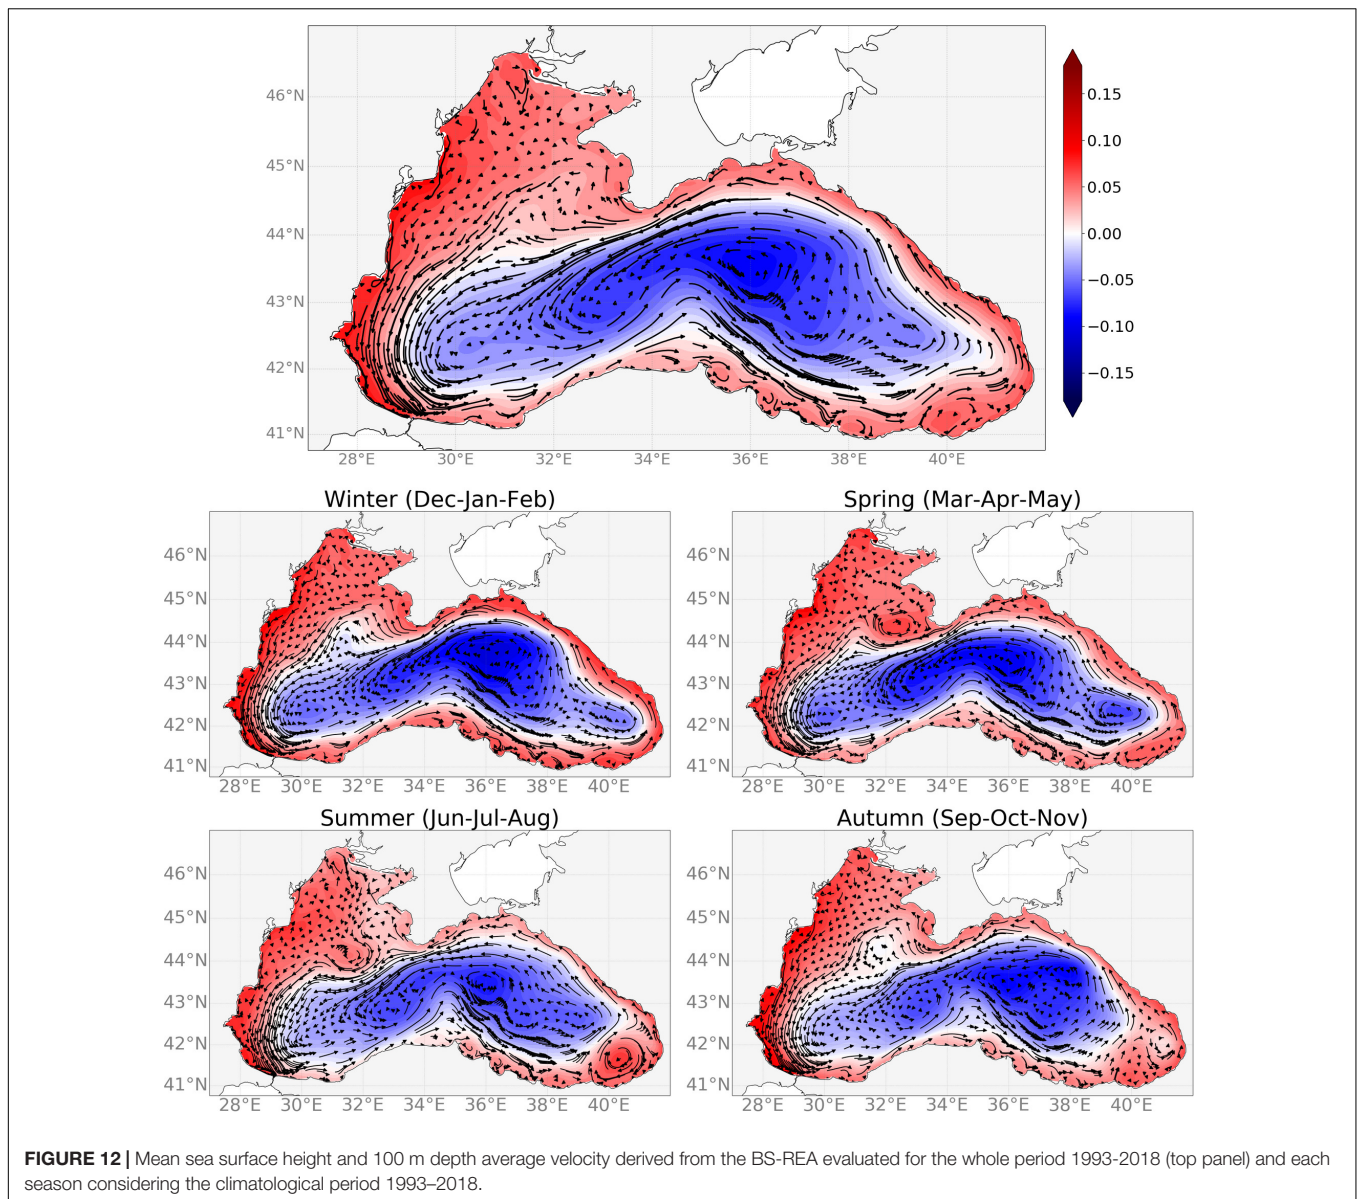 46°N
45°N
44°N
43°N
42°N
41°N
28°E 30°E 32°E 34°E 36°E 38°E 40°E
0.15
0.10
0.05
0.00
−0.05
−0.10
−0.15
Winter (Dec-Jan-Feb)
46°N
45°N
44°N
43°N
42°N
41°N
28°E 30°E 32°E 34°E 36°E 38°E 40°E
Spring (Mar-Apr-May)
46°N
45°N
44°N
43°N
42°N
41°N
28°E 30°E 32°E 34°E 36°E 38°E 40°E
Summer (Jun-Jul-Aug)
46°N
45°N
44°N
43°N
42°N
41°N
28°E 30°E 32°E 34°E 36°E 38°E 40°E
Autumn (Sep-Oct-Nov)
46°N
45°N
44°N
43°N
42°N
41°N
28°E 30°E 32°E 34°E 36°E 38°E 40°E
FIGURE 12 | Mean sea surface height and 100 m depth average velocity derived from the BS-REA evaluated for the whole period 1993-2018 (top panel) and each
season considering the climatological period 1993–2018.